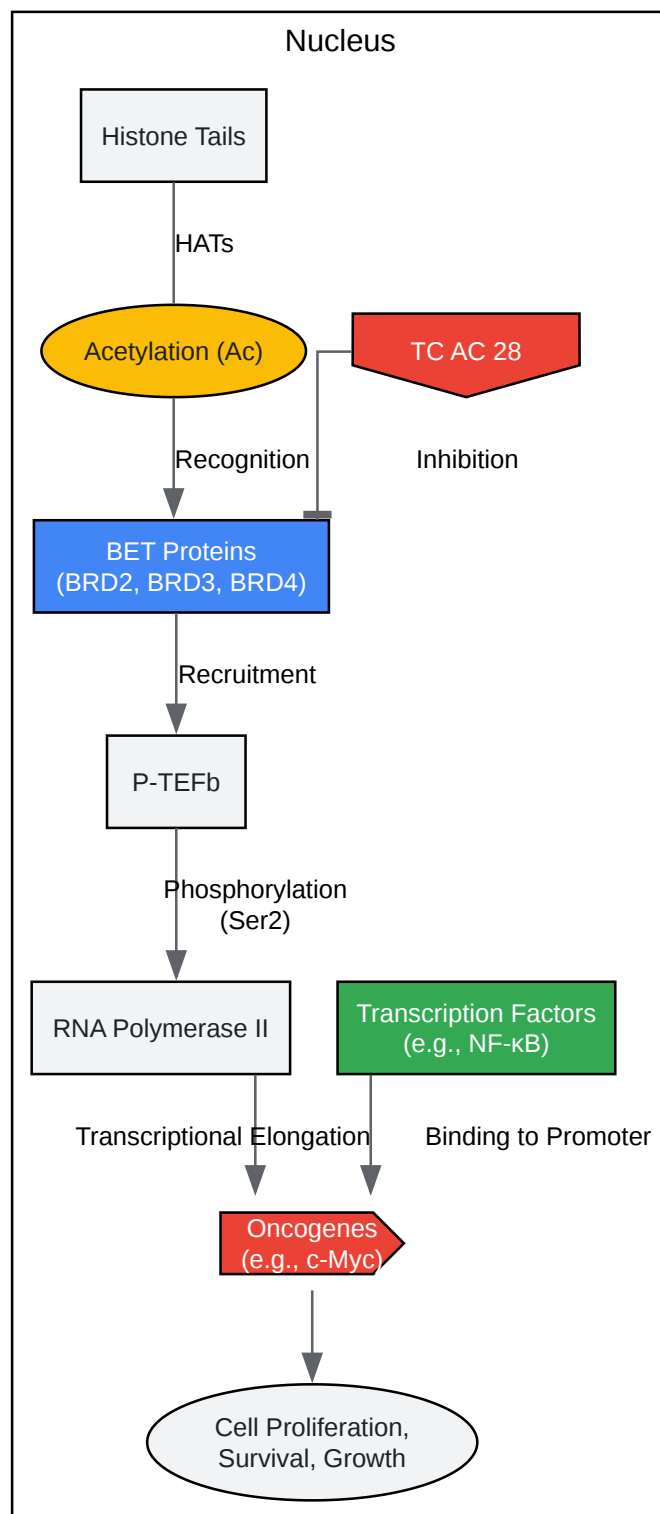 Nucleus
Histone Tails
HATs
Acetylation (Ac)
TC AC 28
Recognition
Inhibition
BET Proteins
(BRD2, BRD3, BRD4)
Recruitment
P-TEFb
Phosphorylation
(Ser2)
RNA Polymerase II
Transcription Factors
(e.g., NF-κB)
Transcriptional Elongation
Binding to Promoter
Oncogenes
(e.g., c-Myc)
Cell Proliferation,
Survival, Growth